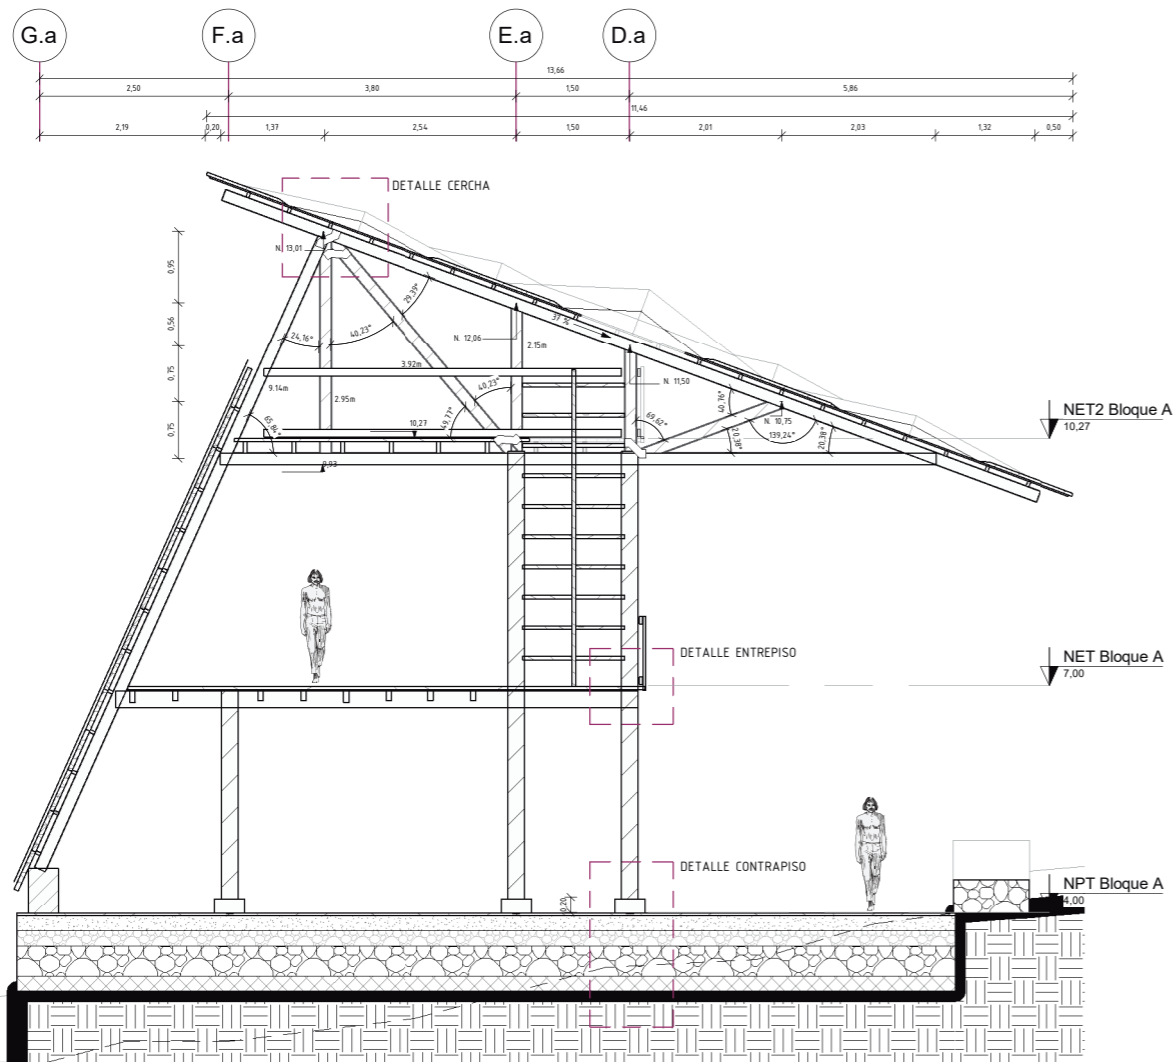 G.a F.a E.a D.a
13,66
2,50 3,80 1,50 5,86
11,46
2,19 0,20 1,37 2,54 1,50 2,01 2,03 1,32 0,50
DETALLE CERCHA
N. 13,01
0,95
29,39°
0,56
37 %
24,16°
40,23°
N. 12,06
2.15m
3.92m
0,75
N. 11,50
9.14m
40,23°
2.95m
40,76°
NET2 Bloque A
10,27
10,27
49,77°
69,62°
N. 10,75
65,84°
0,75
20,38°
139,24°
20,38°
9,93
DETALLE ENTREPISO
NET Bloque A
7,00
DETALLE CONTRAPISO
NPT Bloque A
4,00
0,20